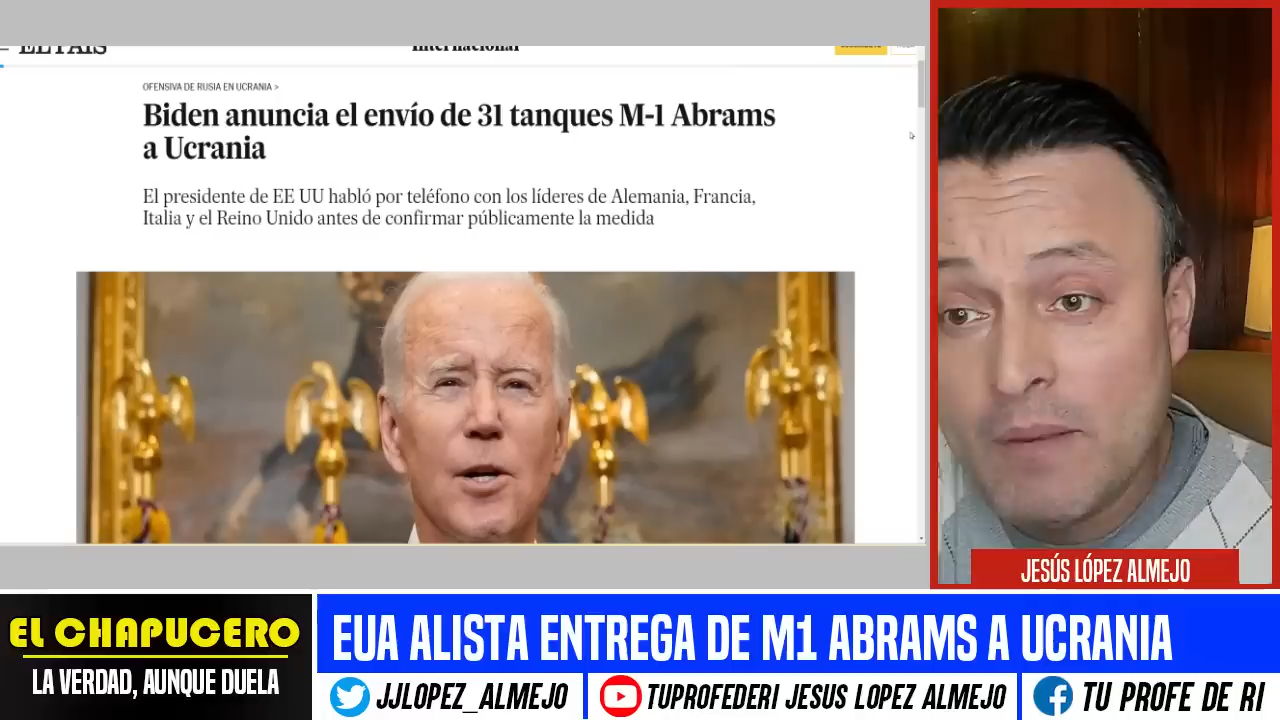 EL PAÍS
Internacional
OFENSIVA DE RUSIA EN UCRANIA >
Biden anuncia el envío de 31 tanques M-1 Abrams
a Ucrania
El presidente de EE UU habló por teléfono con los líderes de Alemania, Francia,
Italia y el Reino Unido antes de confirmar públicamente la medida
JESÚS LÓPEZ ALMEJO
EL CHAPUCERO
LA VERDAD, AUNQUE DUELA
EUA ALISTA ENTREGA DE M1 ABRAMS A UCRANIA
JJLOPEZ_ALMEJO
TUPROFEDERI JESUS LOPEZ ALMEJO
TU PROFE DE RI